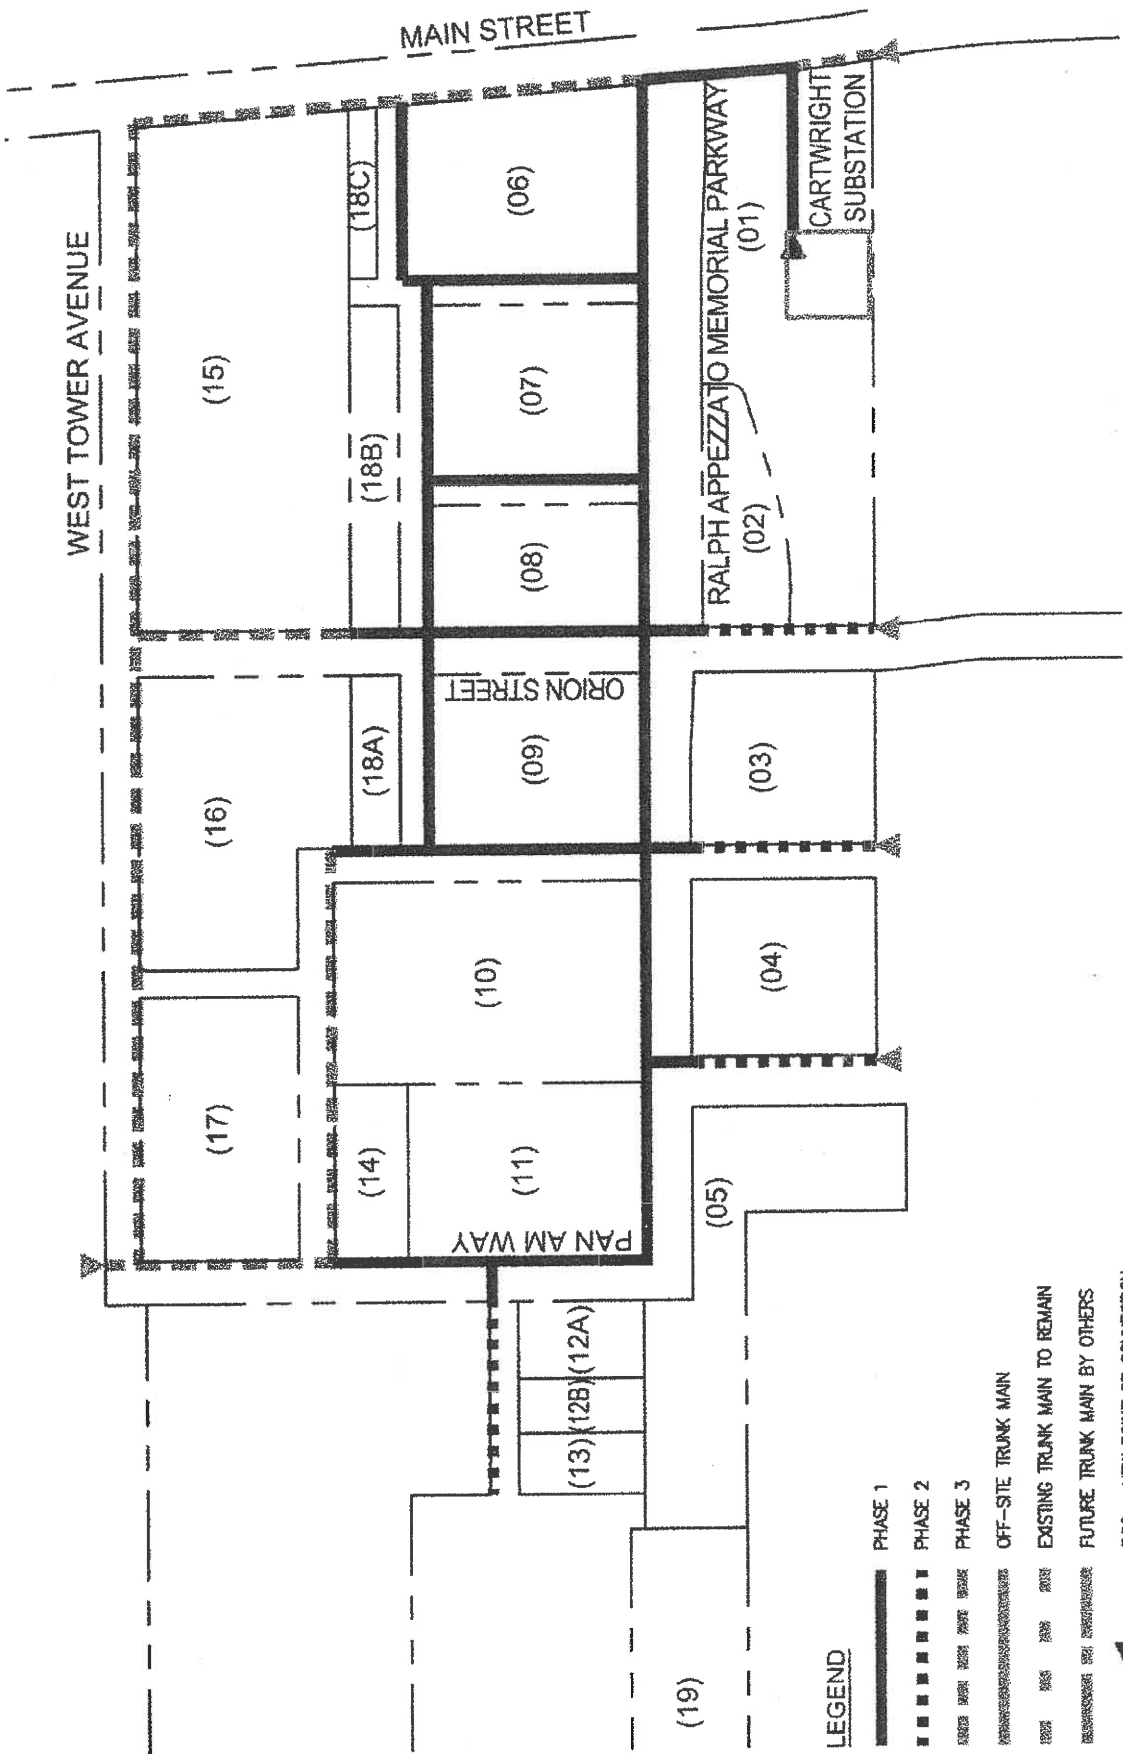 MAIN STREET
WEST TOWER AVENUE
RALPH APPEZZATO MEMORIAL PARKWAY
CARTWRIGHT
SUBSTATION
ORION STREET
PAN AM WAY
(15)
(18C)
(06)
(01)
(18B)
(07)
(02)
(08)
(16)
(18A)
(09)
(03)
(10)
(04)
(17)
(14)
(11)
(05)
(12A)
(12B)
(13)
(19)
LEGEND
PHASE 1
PHASE 2
PHASE 3
OFF-SITE TRUNK MAIN
EXISTING TRUNK MAIN TO REMAIN
FUTURE TRUNK MAIN BY OTHERS